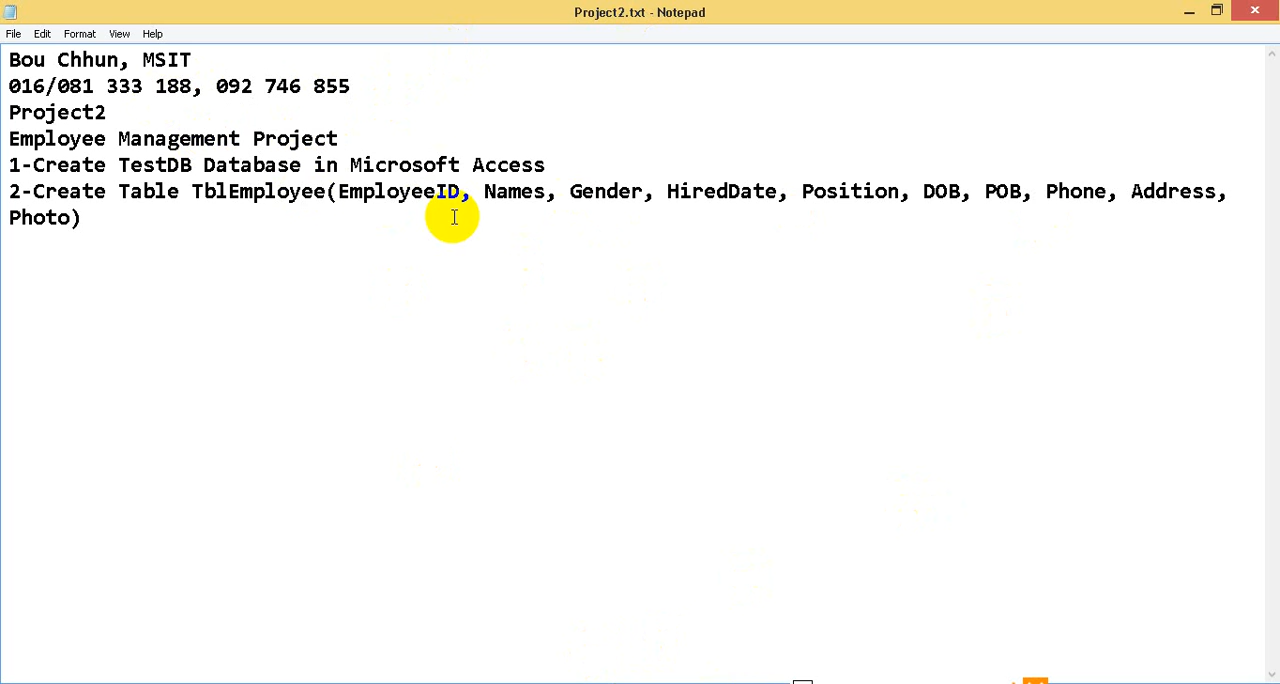 Project2.txt - Notepad
File Edit Format View Help
Bou Chhun, MSIT
016/081 333 188, 092 746 855
Project2
Employee Management Project
1-Create TestDB Database in Microsoft Access
2-Create Table TblEmployee(EmployeeID, Names, Gender, HiredDate, Position, DOB, POB, Phone, Address,
Photo)